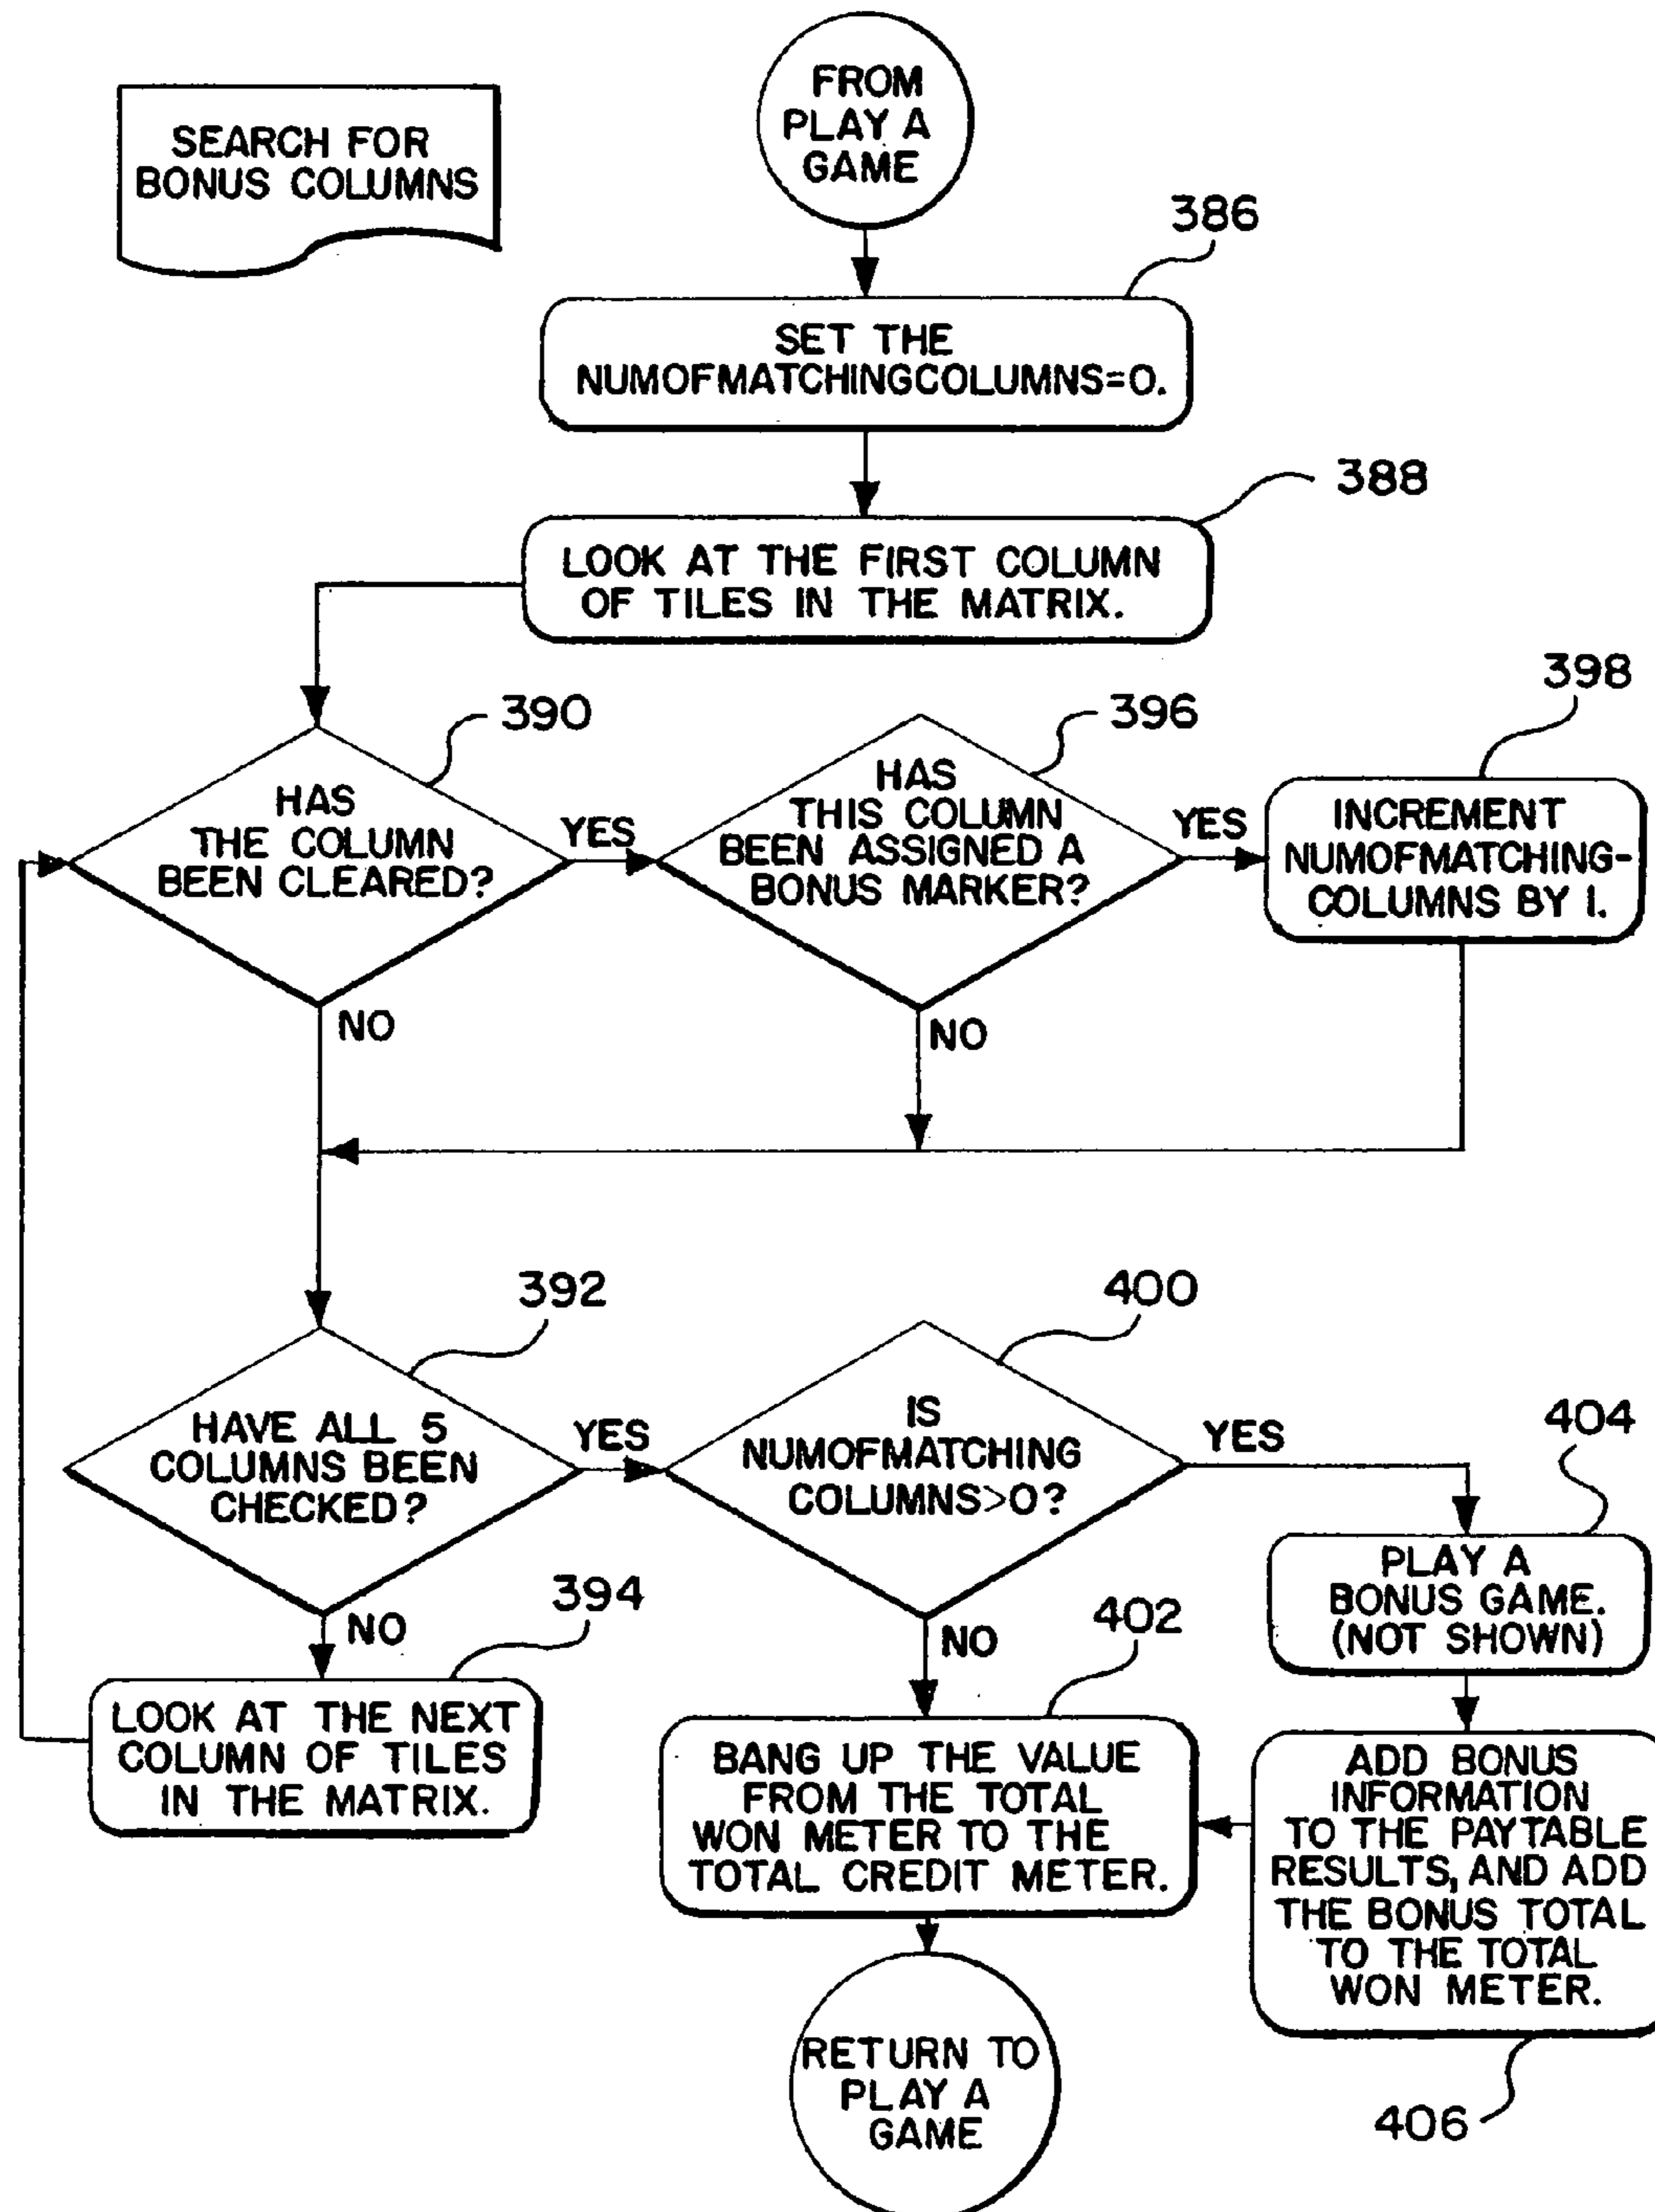 SEARCH FOR
BONUS COLUMNS
FROM
PLAY A
GAME
386
SET THE
NUMOFMATCHINGCOLUMNS=0.
388
LOOK AT THE FIRST COLUMN
OF TILES IN THE MATRIX.
390
HAS
THE COLUMN
BEEN CLEARED?
YES
NO
396
HAS
THIS COLUMN
BEEN ASSIGNED A
BONUS MARKER?
YES
NO
398
INCREMENT
NUMOFMATCHING-
COLUMNS BY 1.
392
HAVE ALL 5
COLUMNS BEEN
CHECKED?
YES
NO
400
IS
NUMOFMATCHING
COLUMNS>0?
YES
NO
404
PLAY A
BONUS GAME.
(NOT SHOWN)
394
LOOK AT THE NEXT
COLUMN OF TILES
IN THE MATRIX.
402
BANG UP THE VALUE
FROM THE TOTAL
WON METER TO THE
TOTAL CREDIT METER.
ADD BONUS
INFORMATION
TO THE PAYTABLE
RESULTS, AND ADD
THE BONUS TOTAL
TO THE TOTAL
WON METER.
406
RETURN TO
PLAY A
GAME